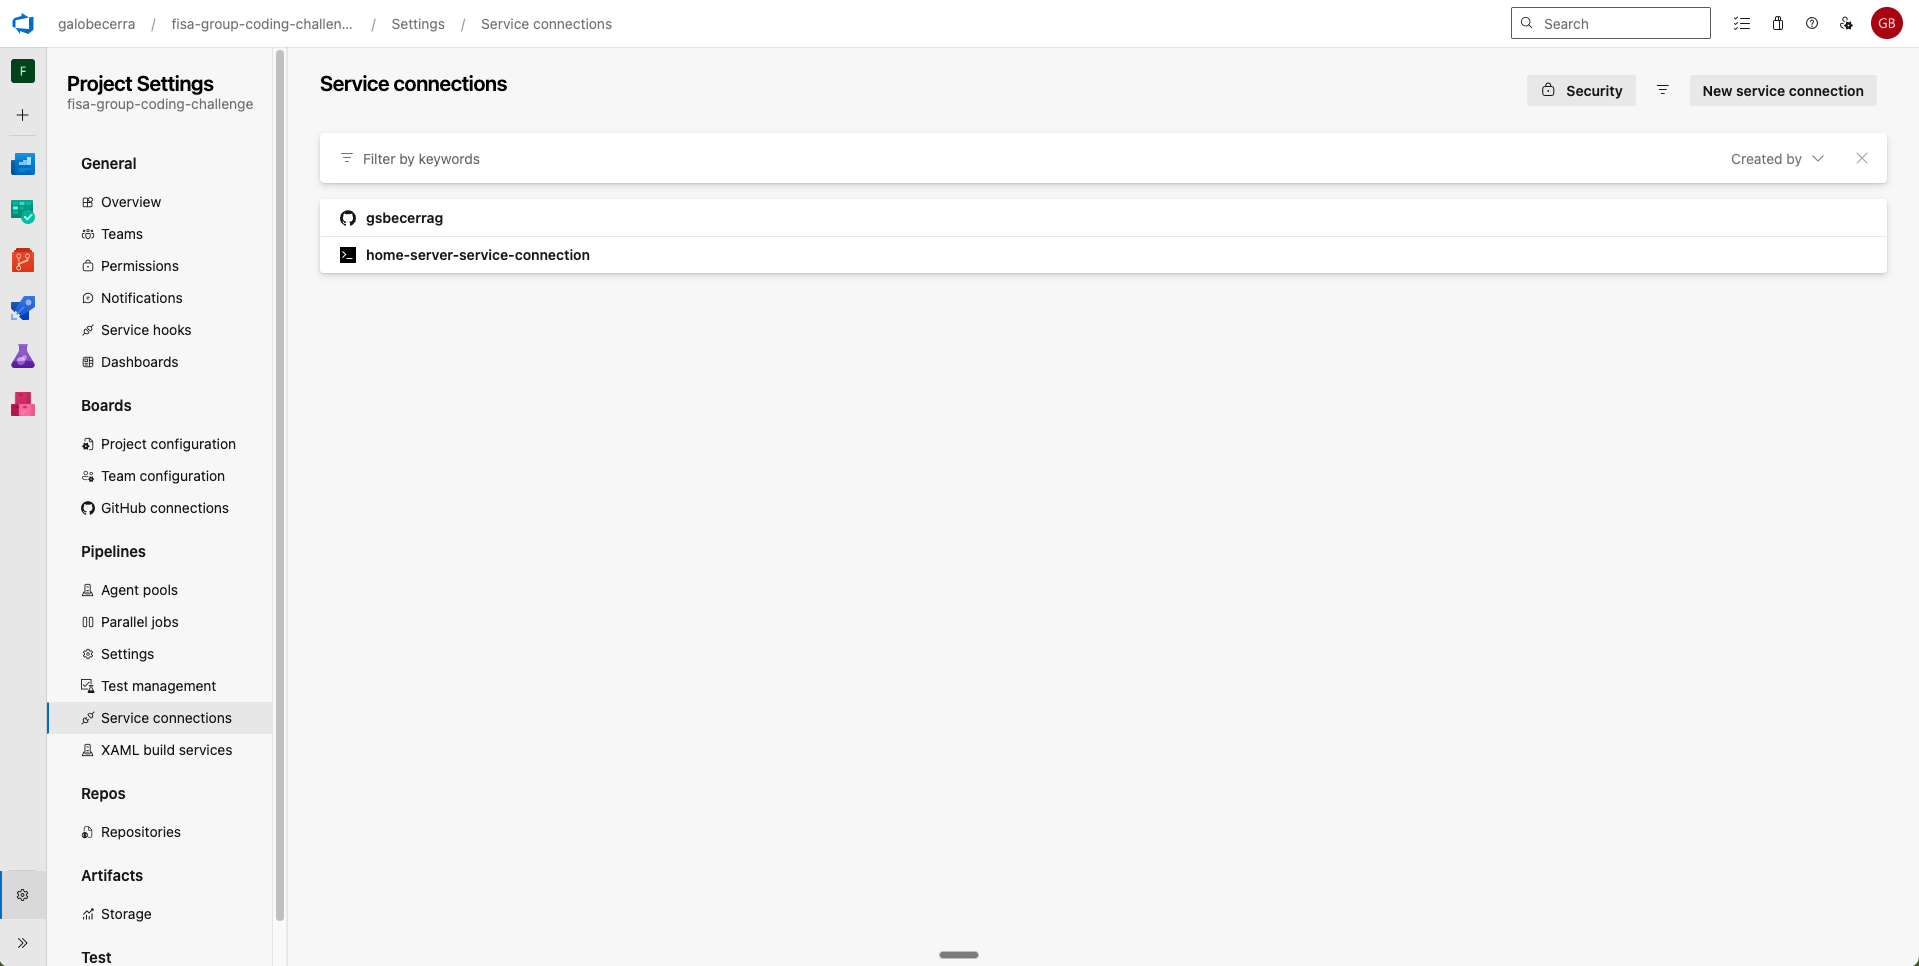 galobecerra / fisa-group-coding-challen... / Settings / Service connections
Search
GB
F
Project Settings
fisa-group-coding-challenge
General
Overview
Teams
Permissions
Notifications
Service hooks
Dashboards
Boards
Project configuration
Team configuration
GitHub connections
Pipelines
Agent pools
Parallel jobs
Settings
Test management
Service connections
XAML build services
Repos
Repositories
Artifacts
Storage
Test
Service connections
Security
New service connection
Filter by keywords
Created by
gsbecerrag
home-server-service-connection